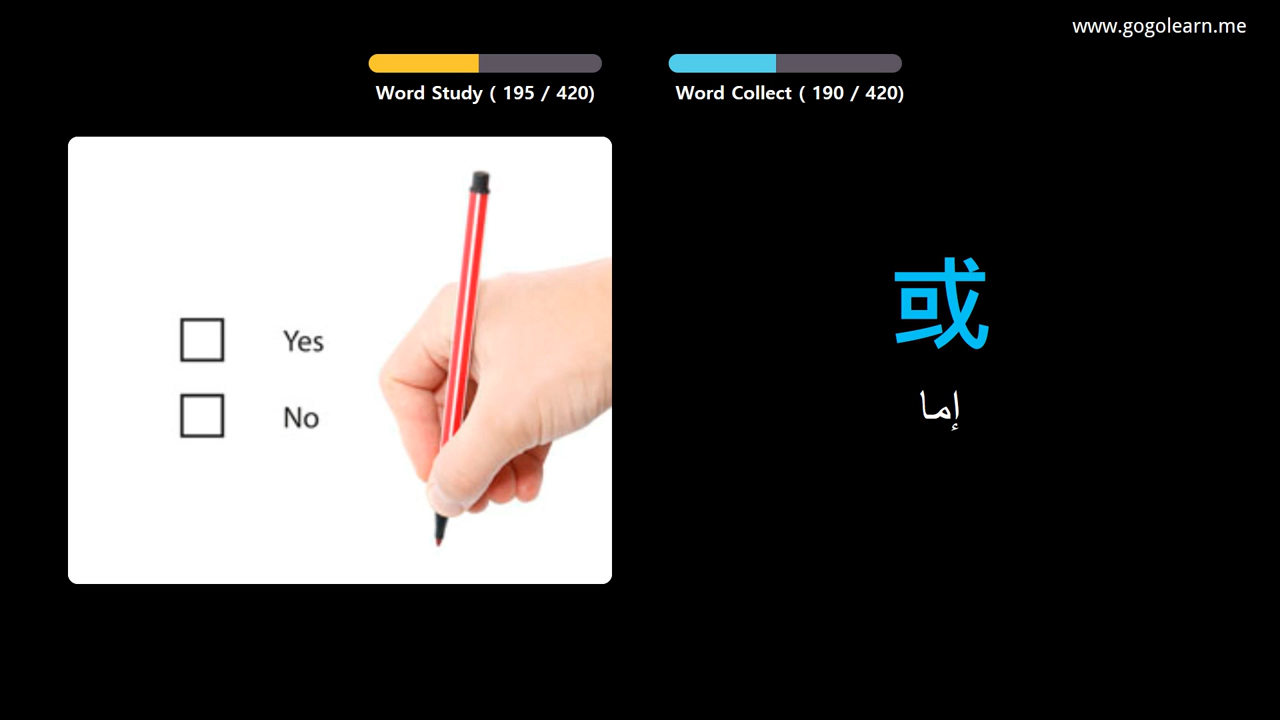 www.gogolearn.me
Word Study ( 195 / 420)
Word Collect ( 190 / 420)
Yes
No
或
إما